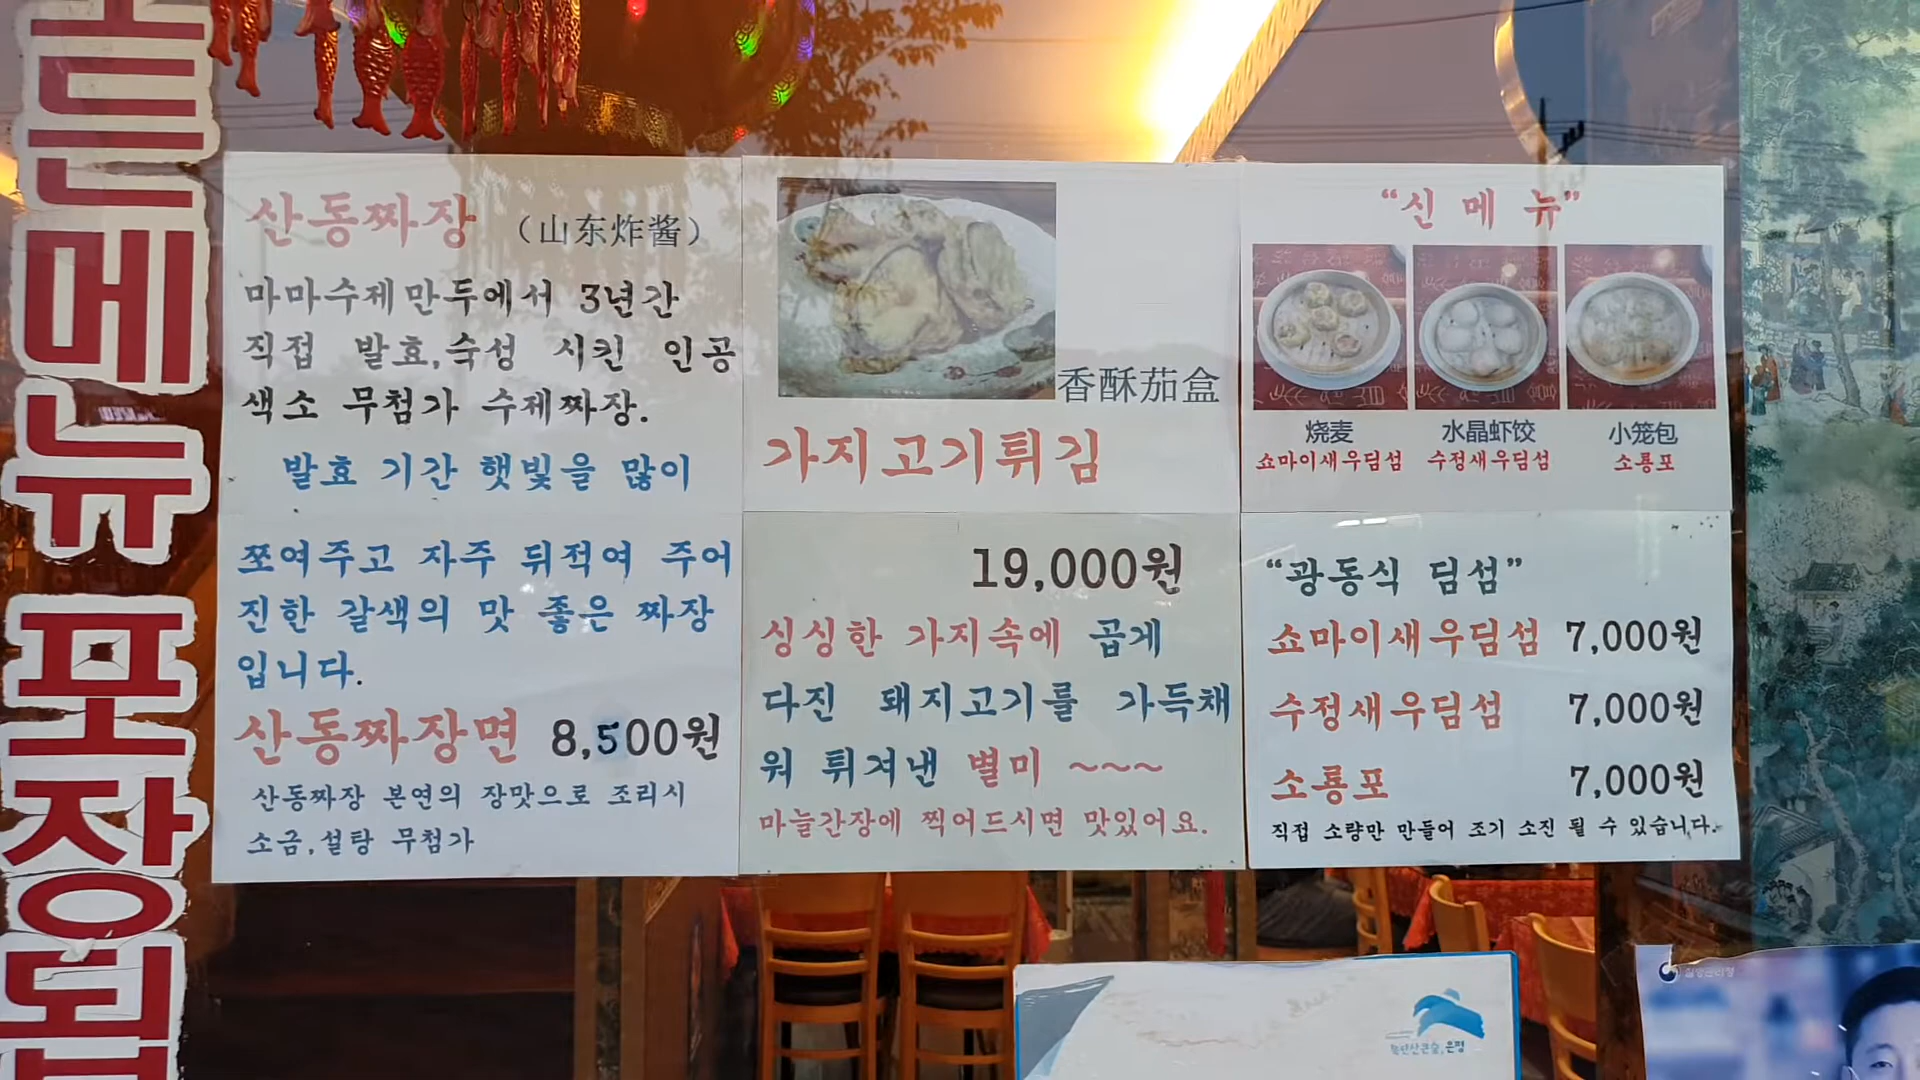 모든메뉴 포장됩
산동짜장 (山东炸酱)
마마수제만두에서 3년간
직접 발효,숙성 시킨 인공
색소 무첨가 수제짜장.
발효 기간 햇빛을 많이
쪼여주고 자주 뒤적여 주어
진한 갈색의 맛 좋은 짜장
입니다.
산동짜장면 8,500원
산동짜장 본연의 장맛으로 조리시
소금,설탕 무첨가
香酥茄盒
가지고기튀김
19,000원
싱싱한 가지속에 곱게
다진 돼지고기를 가득채
워 튀겨낸 별미 ~~~
마늘간장에 찍어드시면 맛있어요.
“신 메 뉴”
烧麦 水晶虾饺 小笼包
쇼마이새우딤섬 수정새우딤섬 소룡포
“광동식 딤섬”
쇼마이새우딤섬 7,000원
수정새우딤섬 7,000원
소룡포 7,000원
직접 소량만 만들어 조기 소진 될 수 있습니다.
은평